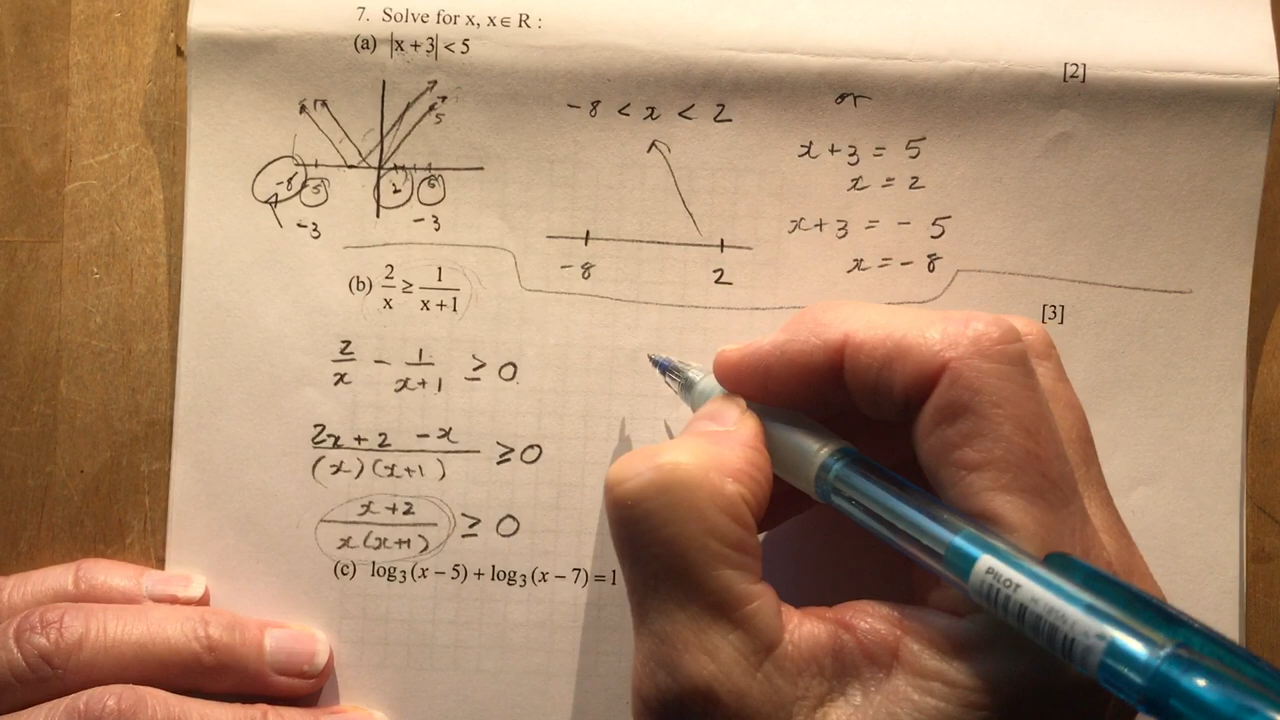 7. Solve for x, x ∈ R :
(a) |x + 3| < 5
[2]
-8 < x < 2
or
x + 3 = 5
x = 2
x + 3 = - 5
x = - 8
5
-8
-5
2
-3
-3
-8
2
(b) 2/x ≥ 1/(x + 1)
[3]
2/x - 1/(x+1) ≥ 0
(2x + 2 - x)/((x)(x+1)) ≥ 0
(x+2)/(x(x+1)) ≥ 0
(c) log₃(x − 5) + log₃(x − 7) = 1
PILOT